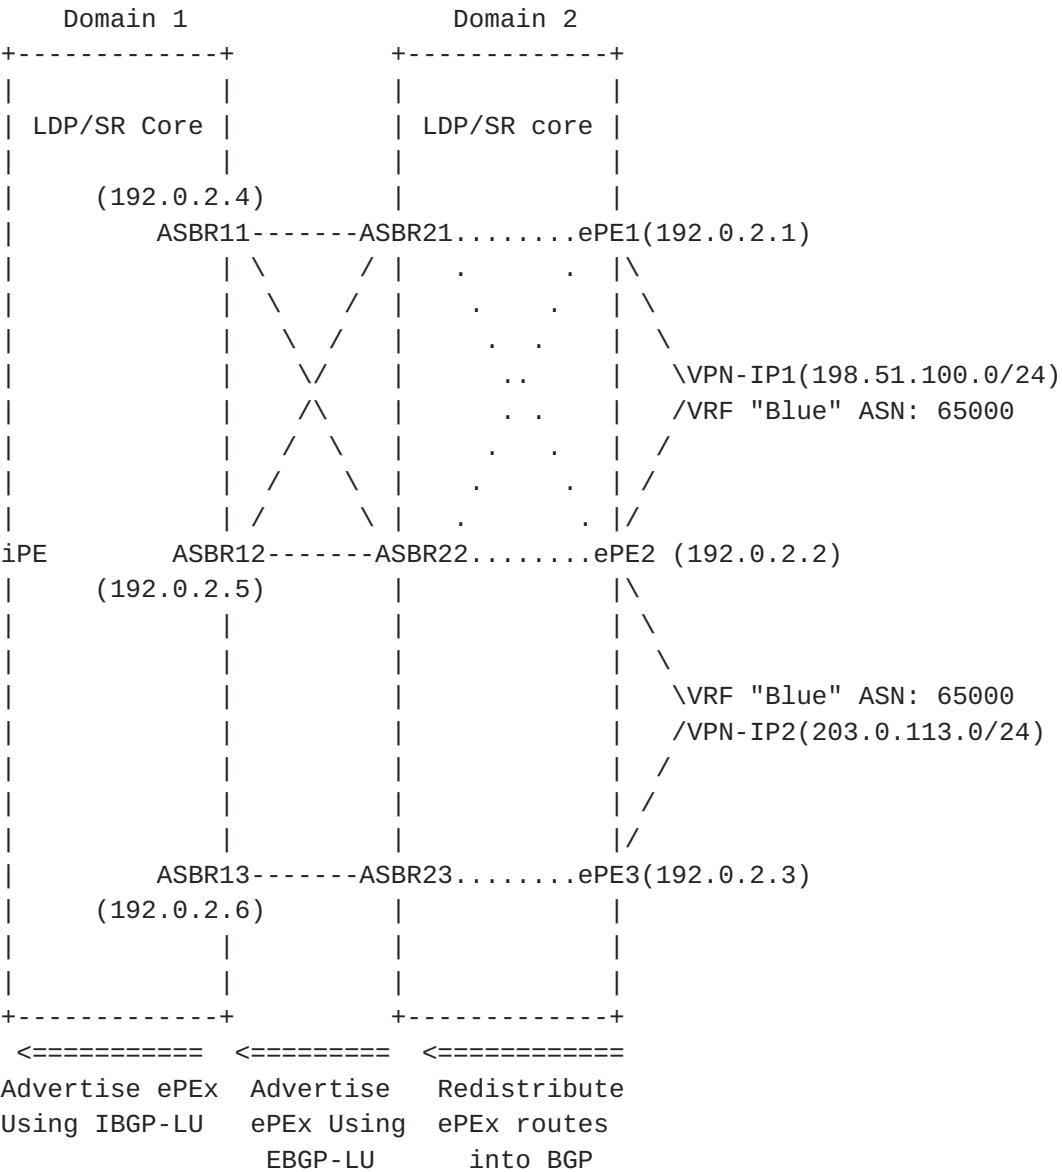 Domain 1 Domain 2
LDP/SR Core LDP/SR core
(192.0.2.4)
ASBR11-------ASBR21........ePE1(192.0.2.1)
\VPN-IP1(198.51.100.0/24)
/VRF "Blue" ASN: 65000
iPE ASBR12-------ASBR22........ePE2 (192.0.2.2)
(192.0.2.5)
\VRF "Blue" ASN: 65000
/VPN-IP2(203.0.113.0/24)
ASBR13-------ASBR23........ePE3(192.0.2.3)
(192.0.2.6)
<=========== <========= <============
Advertise ePEx Advertise Redistribute
Using IBGP-LU ePEx Using ePEx routes
EBGP-LU into BGP